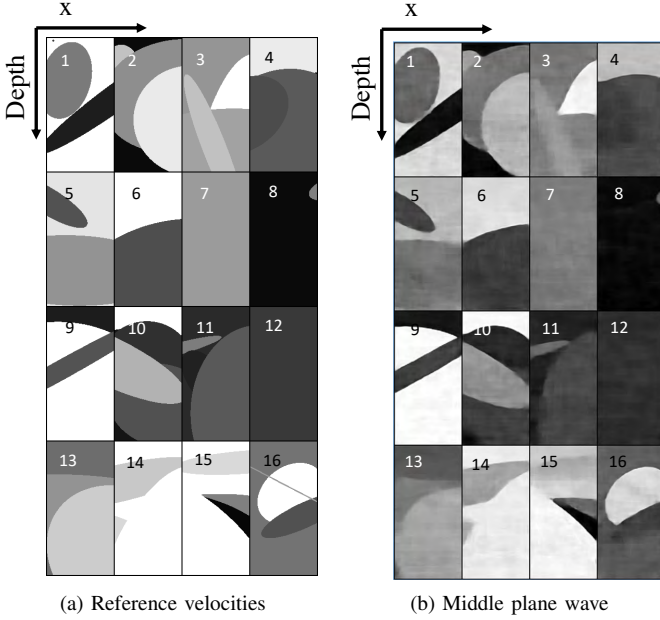 x
Depth
1 2 3 4
5 6 7 8
9 10 11 12
13 14 15 16
(a) Reference velocities
x
Depth
1 2 3 4
5 6 7 8
9 10 11 12
13 14 15 16
(b) Middle plane wave